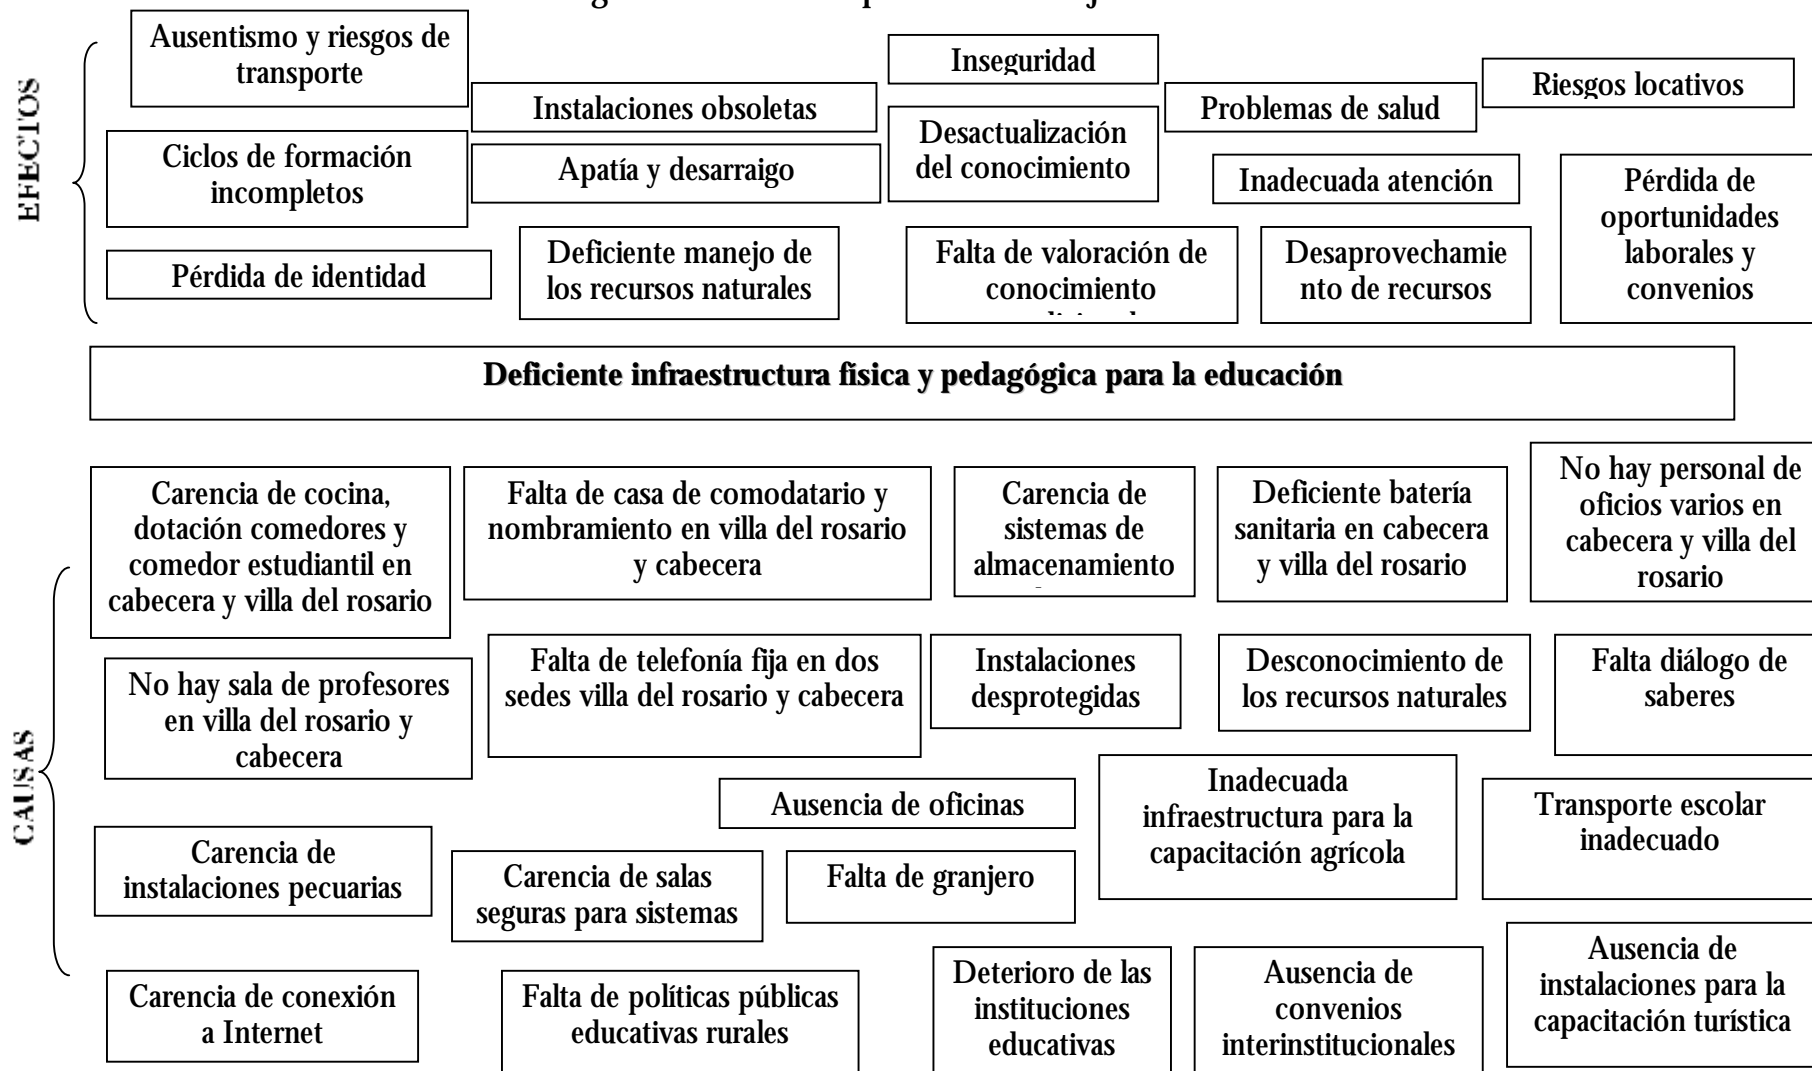 EFECTOS
Ausentismo y riesgos de
transporte
Inseguridad
Riesgos locativos
Instalaciones obsoletas
Problemas de salud
Desactualización
del conocimiento
Ciclos de formación
incompletos
Apatía y desarraigo
Inadecuada atención
Pérdida de
oportunidades
laborales y
convenios
Pérdida de identidad
Deficiente manejo de
los recursos naturales
Falta de valoración de
conocimiento
Desaprovechamie
nto de recursos
Deficiente infraestructura física y pedagógica para la educación
CAUSAS
Carencia de cocina,
dotación comedores y
comedor estudiantil en
cabecera y villa del rosario
Falta de casa de comodatario y
nombramiento en villa del rosario
y cabecera
Carencia de
sistemas de
almacenamiento
Deficiente batería
sanitaria en cabecera
y villa del rosario
No hay personal de
oficios varios en
cabecera y villa del
rosario
No hay sala de profesores
en villa del rosario y
cabecera
Falta de telefonía fija en dos
sedes villa del rosario y cabecera
Instalaciones
desprotegidas
Desconocimiento de
los recursos naturales
Falta diálogo de
saberes
Ausencia de oficinas
Inadecuada
infraestructura para la
capacitación agrícola
Transporte escolar
inadecuado
Carencia de
instalaciones pecuarias
Carencia de salas
seguras para sistemas
Falta de granjero
Carencia de conexión
a Internet
Falta de políticas públicas
educativas rurales
Deterioro de las
instituciones
educativas
Ausencia de
convenios
interinstitucionales
Ausencia de
instalaciones para la
capacitación turística